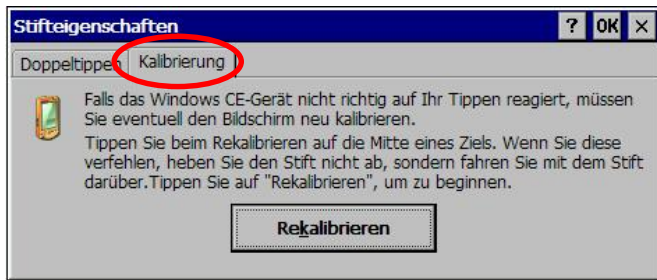 Stifteigenschaften ? OK ×
Doppeltippen Kalibrierung
Falls das Windows CE-Gerät nicht richtig auf Ihr Tippen reagiert, müssen
Sie eventuell den Bildschirm neu kalibrieren.
Tippen Sie beim Rekalibrieren auf die Mitte eines Ziels. Wenn Sie diese
verfehlen, heben Sie den Stift nicht ab, sondern fahren Sie mit dem Stift
darüber.Tippen Sie auf "Rekalibrieren", um zu beginnen.
Rekalibrieren